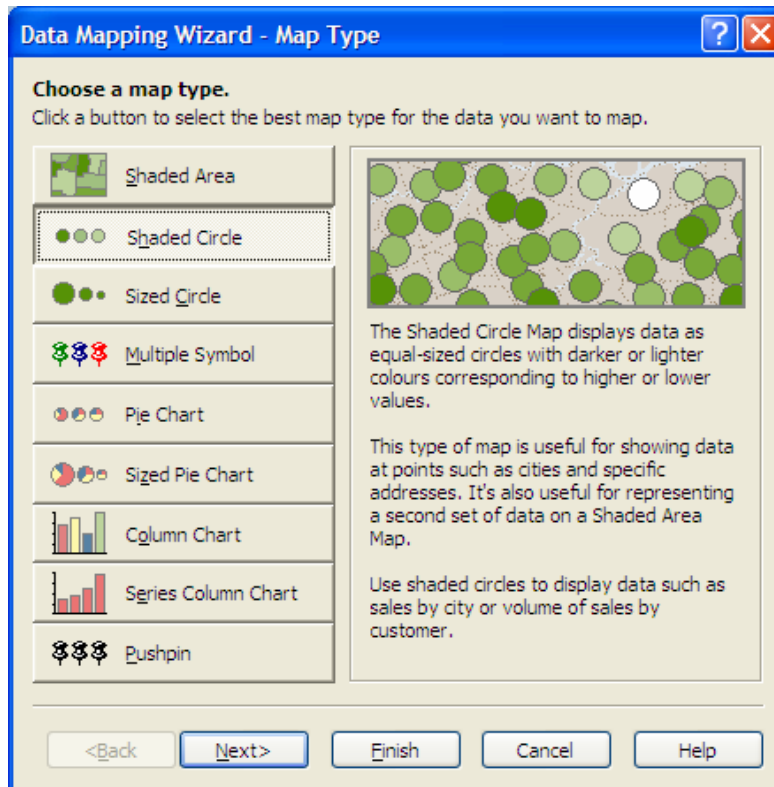 Data Mapping Wizard - Map Type
?
Choose a map type.
Click a button to select the best map type for the data you want to map.
Shaded Area
Shaded Circle
Sized Circle
Multiple Symbol
Pie Chart
Sized Pie Chart
Column Chart
Series Column Chart
Pushpin
The Shaded Circle Map displays data as
equal-sized circles with darker or lighter
colours corresponding to higher or lower
values.
This type of map is useful for showing data
at points such as cities and specific
addresses. It's also useful for representing
a second set of data on a Shaded Area
Map.
Use shaded circles to display data such as
sales by city or volume of sales by
customer.
<Back
Next>
Finish
Cancel
Help